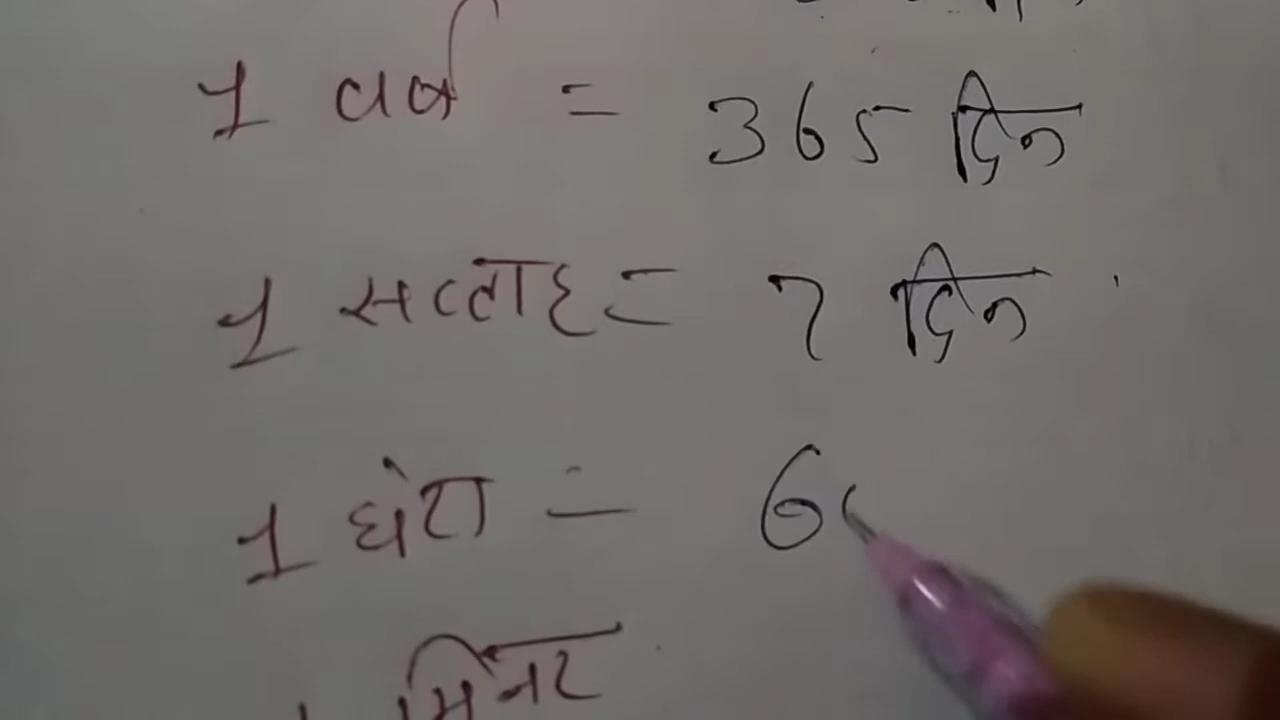 1 वर्ष = 365 दिन
1 सप्ताह = 7 दिन
1 घंटा = 6
मिनट